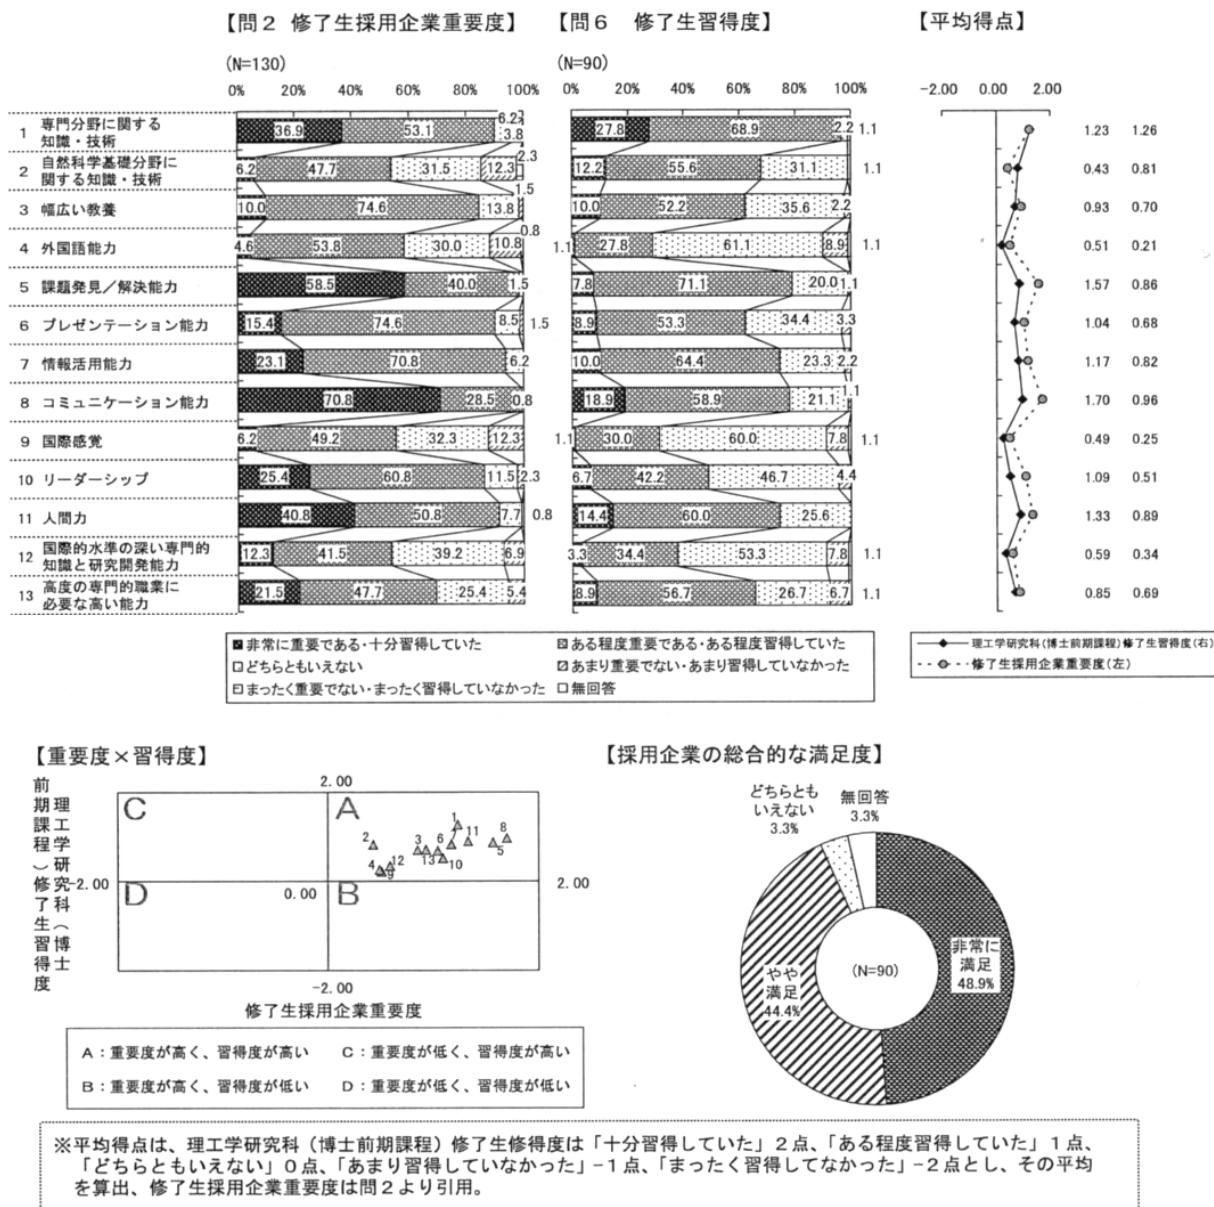 【問２ 修了生採用企業重要度】 【問６ 修了生習得度】 【平均得点】
(N=130) (N=90)
0% 20% 40% 60% 80% 100% 0% 20% 40% 60% 80% 100% -2.00 0.00 2.00
1 専門分野に関する知識・技術 36.9 53.1 6.2 3.8 27.8 68.9 2.2 1.1 1.23 1.26
2 自然科学基礎分野に関する知識・技術 6.2 47.7 31.5 12.3 2.3 12.2 55.6 31.1 1.1 0.43 0.81
3 幅広い教養 10.0 74.6 13.8 1.5 10.0 52.2 35.6 2.2 0.93 0.70
4 外国語能力 4.6 53.8 30.0 10.8 0.8 1.1 27.8 61.1 8.9 1.1 0.51 0.21
5 課題発見／解決能力 58.5 40.0 1.5 7.8 71.1 20.0 1.1 1.57 0.86
6 プレゼンテーション能力 15.4 74.6 8.5 1.5 8.9 53.3 34.4 3.3 1.04 0.68
7 情報活用能力 23.1 70.8 6.2 10.0 64.4 23.3 2.2 1.17 0.82
8 コミュニケーション能力 70.8 28.5 0.8 18.9 58.9 21.1 1.1 1.70 0.96
9 国際感覚 6.2 49.2 32.3 12.3 1.1 30.0 60.0 7.8 1.1 0.49 0.25
10 リーダーシップ 25.4 60.8 11.5 2.3 6.7 42.2 46.7 4.4 1.09 0.51
11 人間力 40.8 50.8 7.7 0.8 14.4 60.0 25.6 1.33 0.89
12 国際的水準の深い専門的知識と研究開発能力 12.3 41.5 39.2 6.9 3.3 34.4 53.3 7.8 1.1 0.59 0.34
13 高度の専門的職業に必要な高い能力 21.5 47.7 25.4 5.4 8.9 56.7 26.7 6.7 1.1 0.85 0.69
非常に重要である・十分習得していた ある程度重要である・ある程度習得していた
どちらともいえない あまり重要でない・あまり習得していなかった
まったく重要でない・まったく習得していなかった 無回答
理工学研究科(博士前期課程)修了生習得度(右)
修了生採用企業重要度(左)
【重要度×習得度】
理工学研究科（博士前期課程）修了生習得度
2.00
C A
1 2 3 4 5 6 7 8 9 10 11 12 13
-2.00 0.00 2.00
D B
-2.00
修了生採用企業重要度
A：重要度が高く、習得度が高い C：重要度が低く、習得度が高い
B：重要度が高く、習得度が低い D：重要度が低く、習得度が低い
【採用企業の総合的な満足度】
どちらともいえない 3.3%
無回答 3.3%
非常に満足 48.9%
やや満足 44.4%
(N=90)
※平均得点は、理工学研究科（博士前期課程）修了生修得度は「十分習得していた」２点、「ある程度習得していた」１点、
「どちらともいえない」０点、「あまり習得していなかった」-１点、「まったく習得してなかった」-２点とし、その平均
を算出、修了生採用企業重要度は問２より引用。